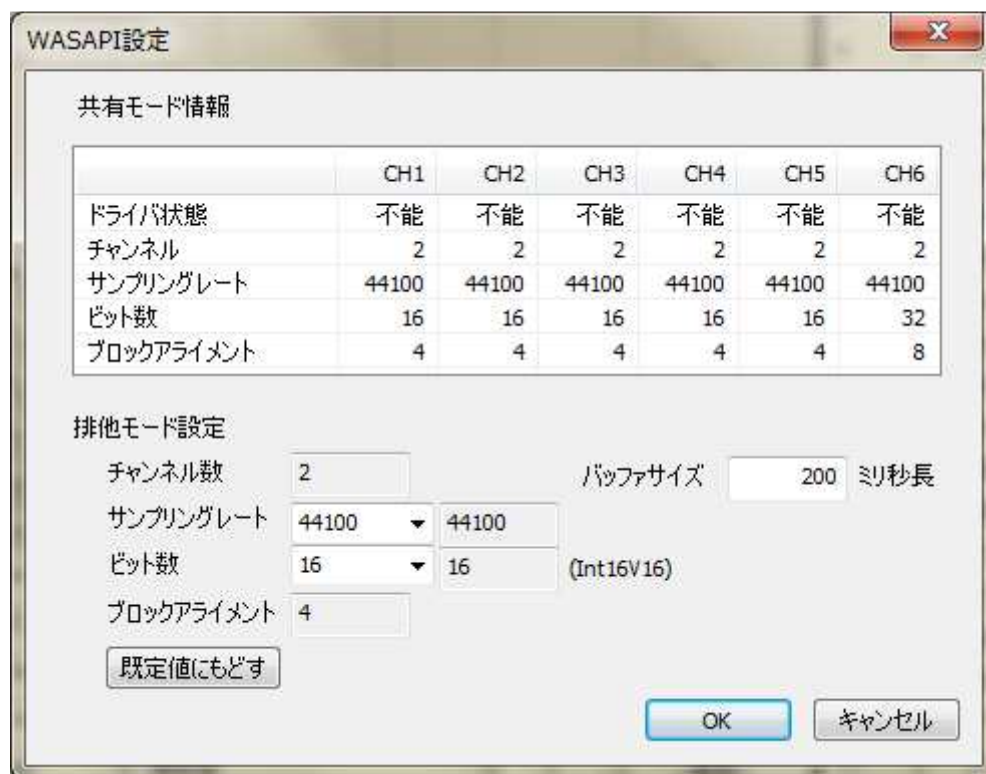 WASAPI設定
共有モード情報
CH1 CH2 CH3 CH4 CH5 CH6
ドライバ状態 不能 不能 不能 不能 不能 不能
チャンネル 2 2 2 2 2 2
サンプリングレート 44100 44100 44100 44100 44100 44100
ビット数 16 16 16 16 16 32
ブロックアライメント 4 4 4 4 4 8
排他モード設定
チャンネル数 2 バッファサイズ 200 ミリ秒長
サンプリングレート 44100 44100
ビット数 16 16 (Int16V16)
ブロックアライメント 4
既定値にもどす
OK キャンセル